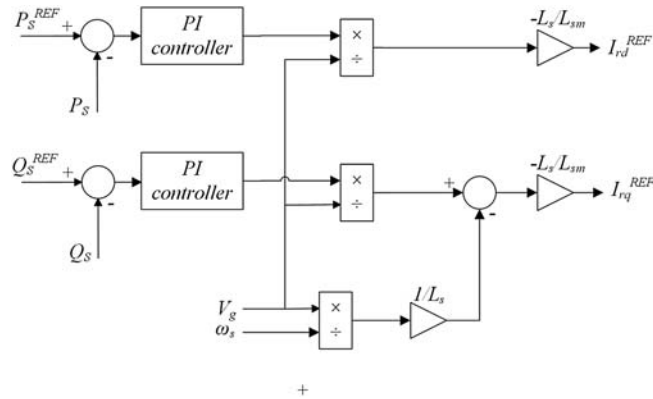 P_S^REF + - P_S
PI controller
× ÷
-L_s/L_sm
I_rd^REF
Q_S^REF + - Q_S
PI controller
× ÷
+ -
-L_s/L_sm
I_rq^REF
V_g
ω_s
× ÷
1/L_s
+